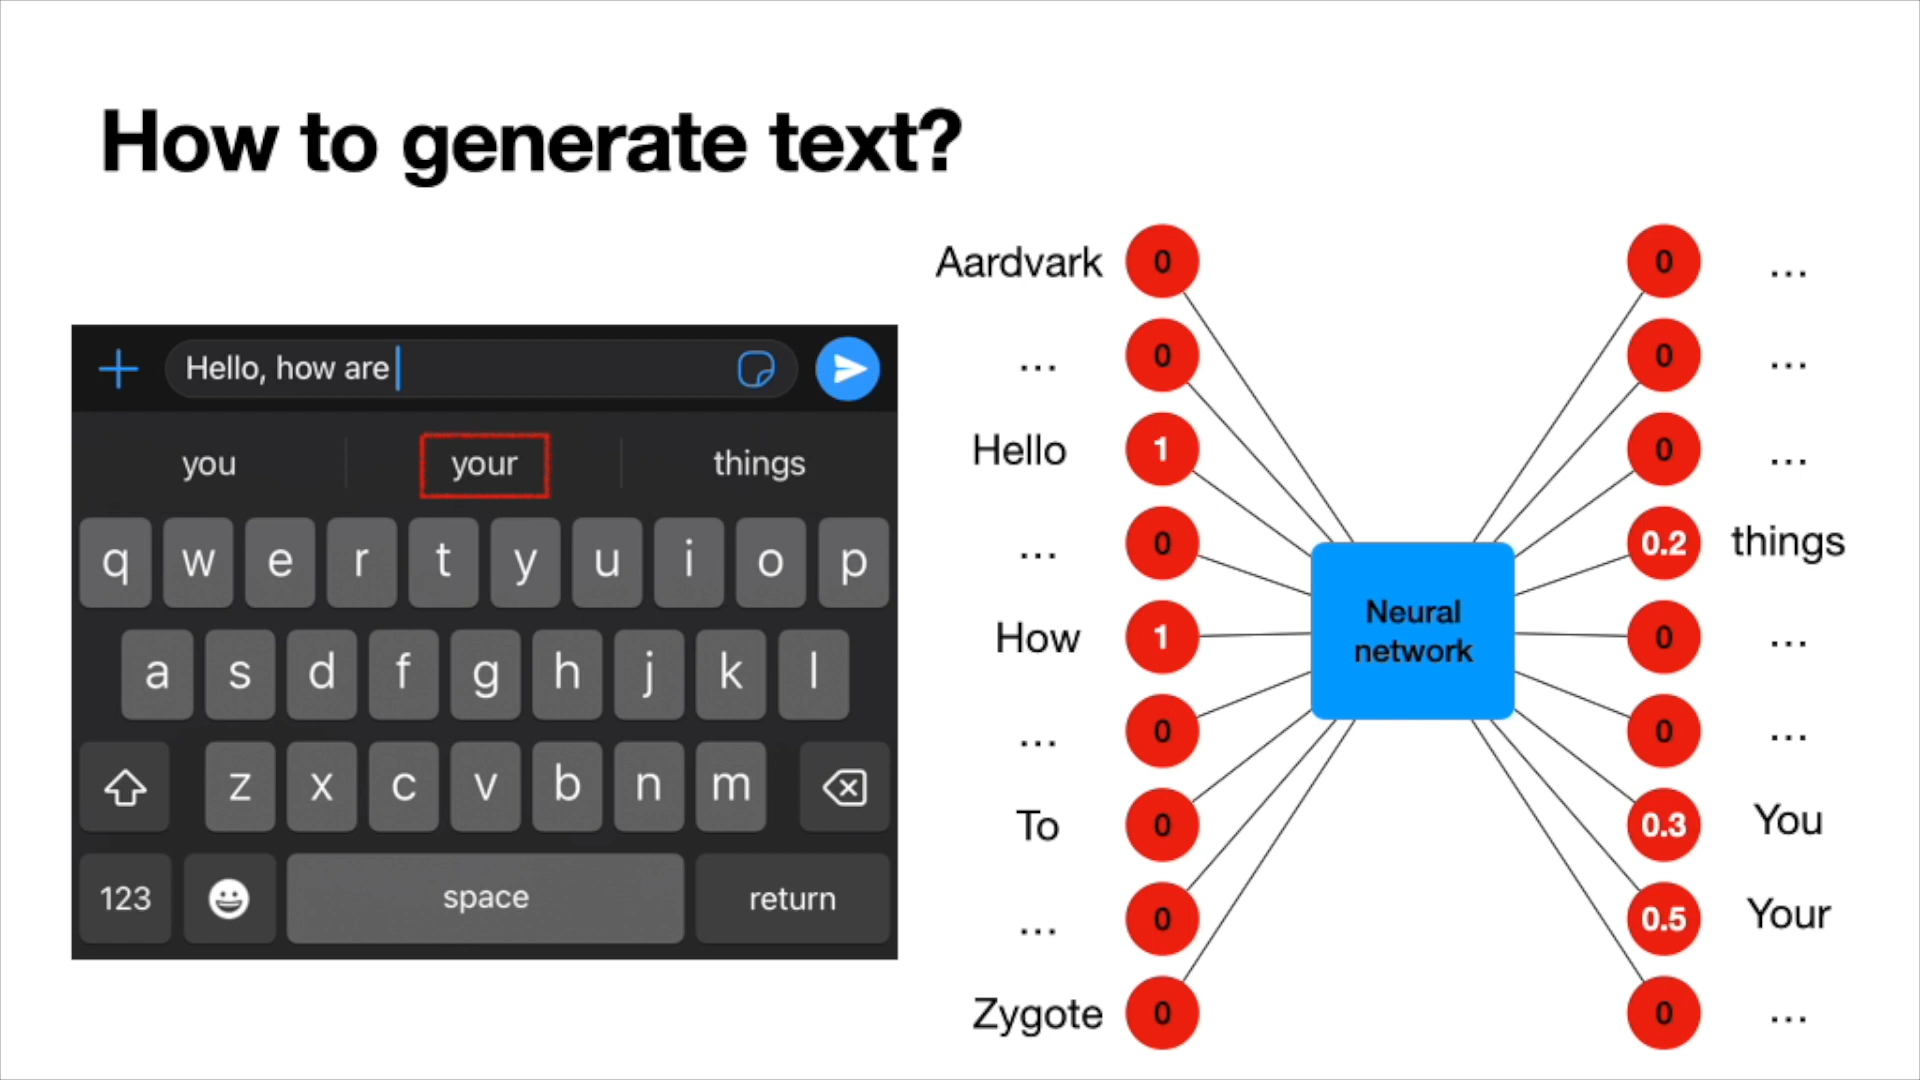 How to generate text?
Hello, how are
you your things
q w e r t y u i o p
a s d f g h j k l
z x c v b n m
123 space return
Aardvark 0
... 0
Hello 1
... 0
How 1
... 0
To 0
... 0
Zygote 0
Neural
network
0 ...
0 ...
0 ...
0.2 things
0 ...
0 ...
0.3 You
0.5 Your
0 ...